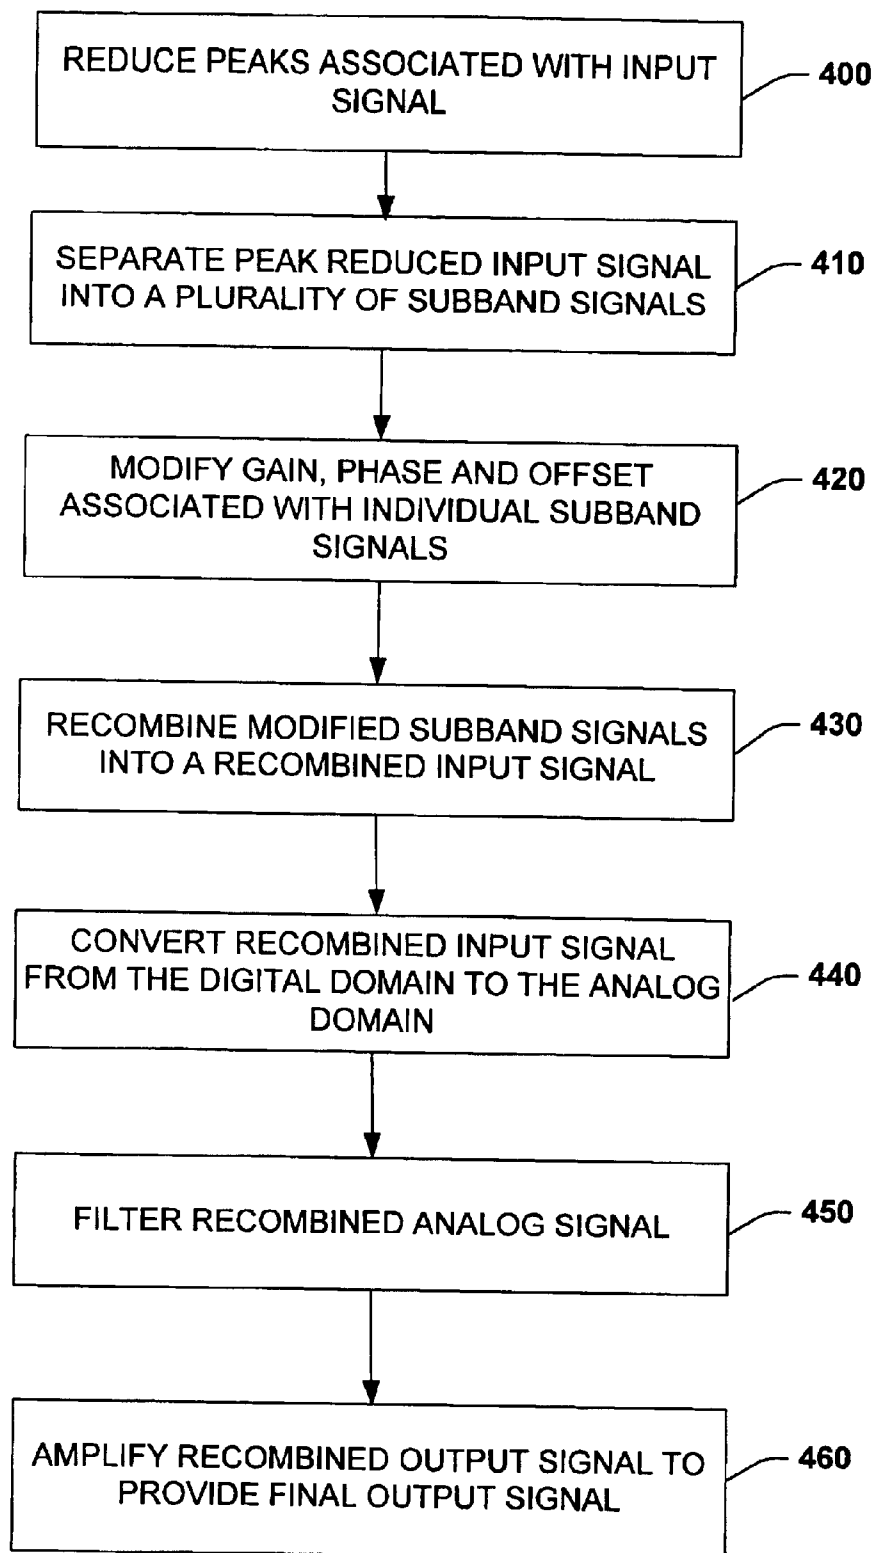 REDUCE PEAKS ASSOCIATED WITH INPUT
SIGNAL
400
SEPARATE PEAK REDUCED INPUT SIGNAL
INTO A PLURALITY OF SUBBAND SIGNALS
410
MODIFY GAIN, PHASE AND OFFSET
ASSOCIATED WITH INDIVIDUAL SUBBAND
SIGNALS
420
RECOMBINE MODIFIED SUBBAND SIGNALS
INTO A RECOMBINED INPUT SIGNAL
430
CONVERT RECOMBINED INPUT SIGNAL
FROM THE DIGITAL DOMAIN TO THE ANALOG
DOMAIN
440
FILTER RECOMBINED ANALOG SIGNAL
450
AMPLIFY RECOMBINED OUTPUT SIGNAL TO
PROVIDE FINAL OUTPUT SIGNAL
460